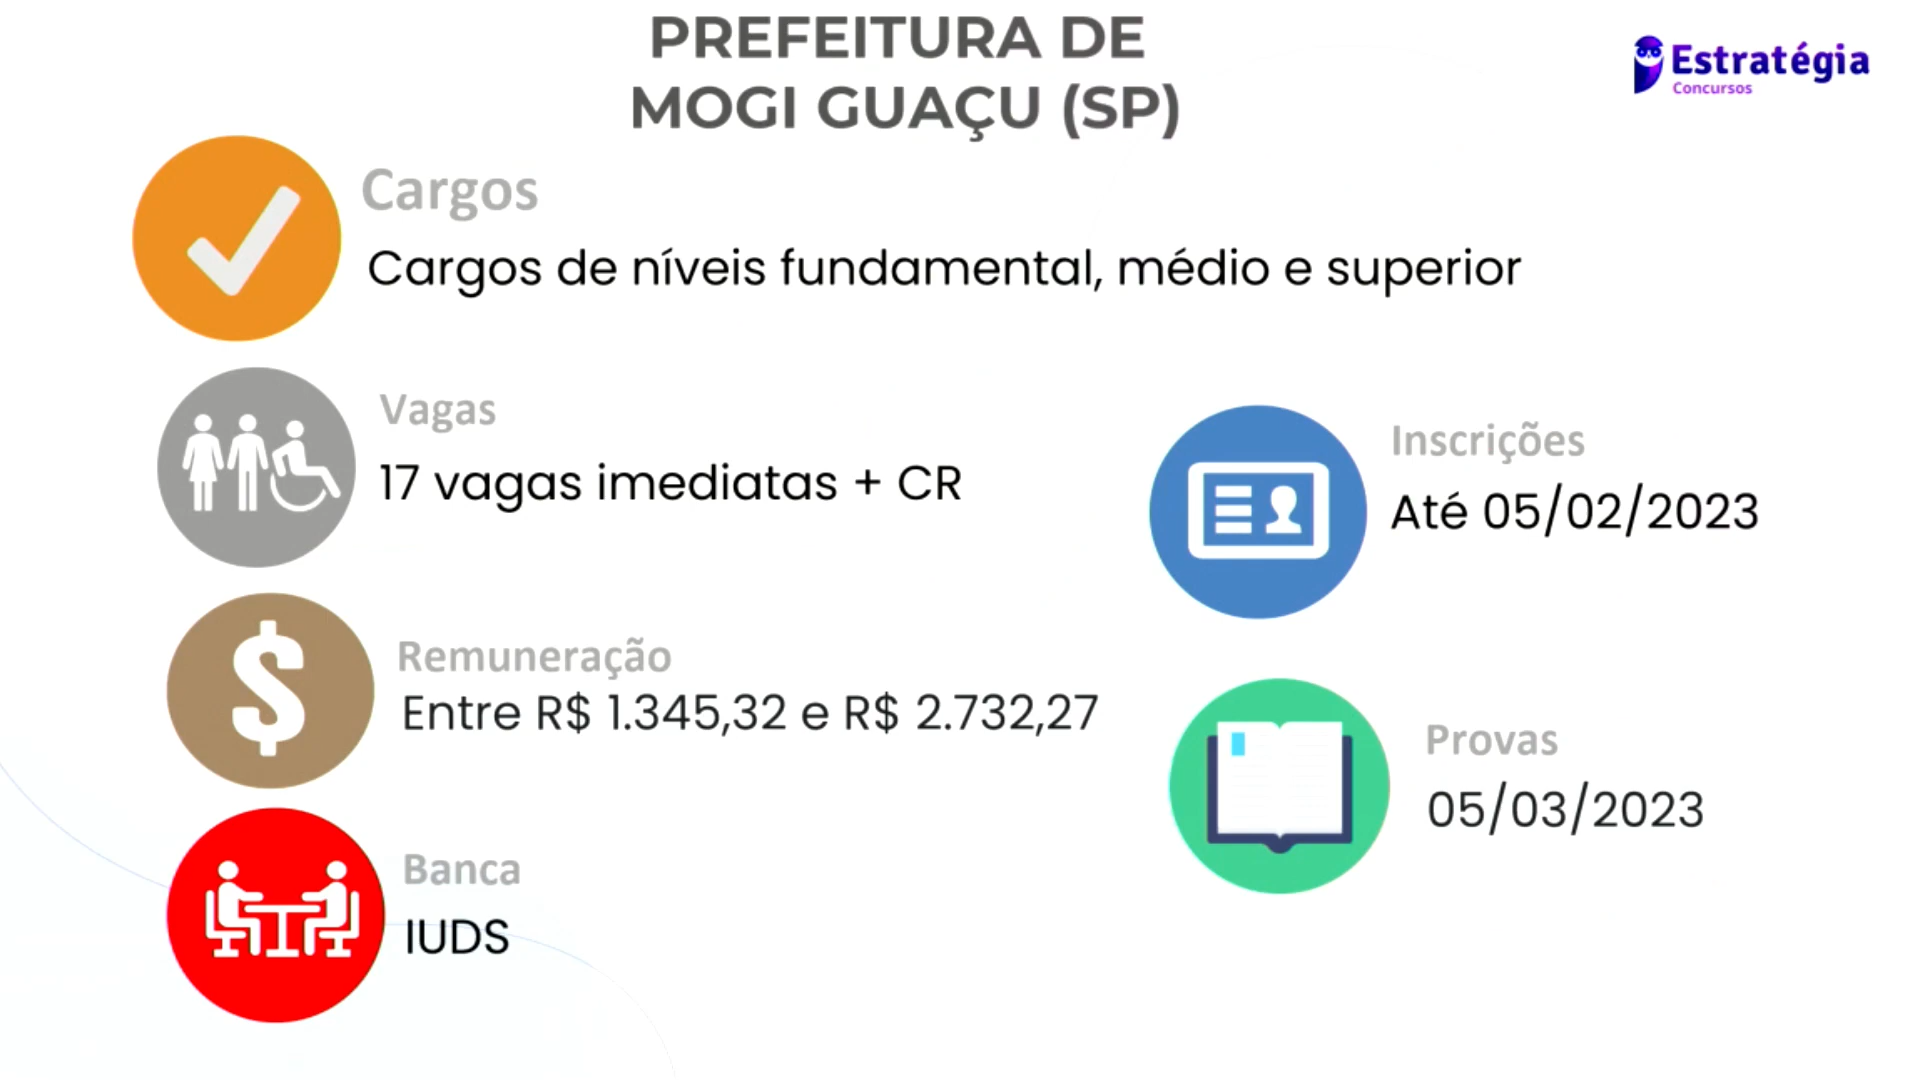 PREFEITURA DE
MOGI GUAÇU (SP)
Estratégia
Concursos
Cargos
Cargos de níveis fundamental, médio e superior
Vagas
17 vagas imediatas + CR
Inscrições
Até 05/02/2023
Remuneração
Entre R$ 1.345,32 e R$ 2.732,27
Provas
05/03/2023
Banca
IUDS